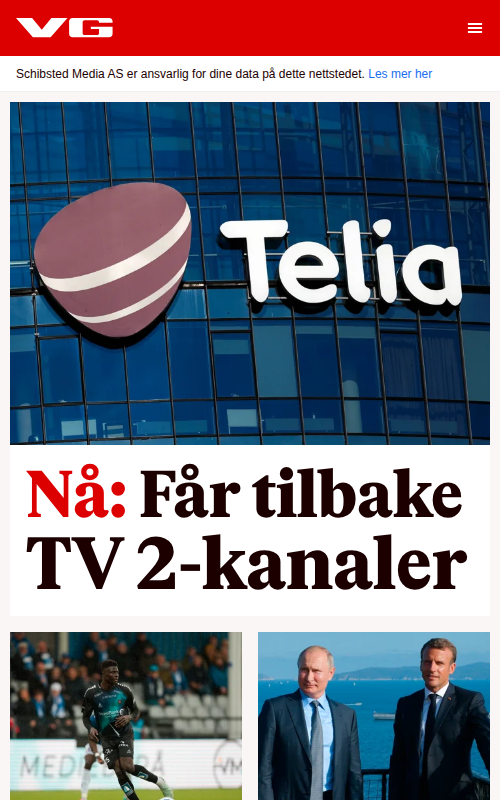 VG
Schibsted Media AS er ansvarlig for dine data på dette nettstedet. Les mer her
Telia
Nå: Får tilbake
TV 2-kanaler
VM